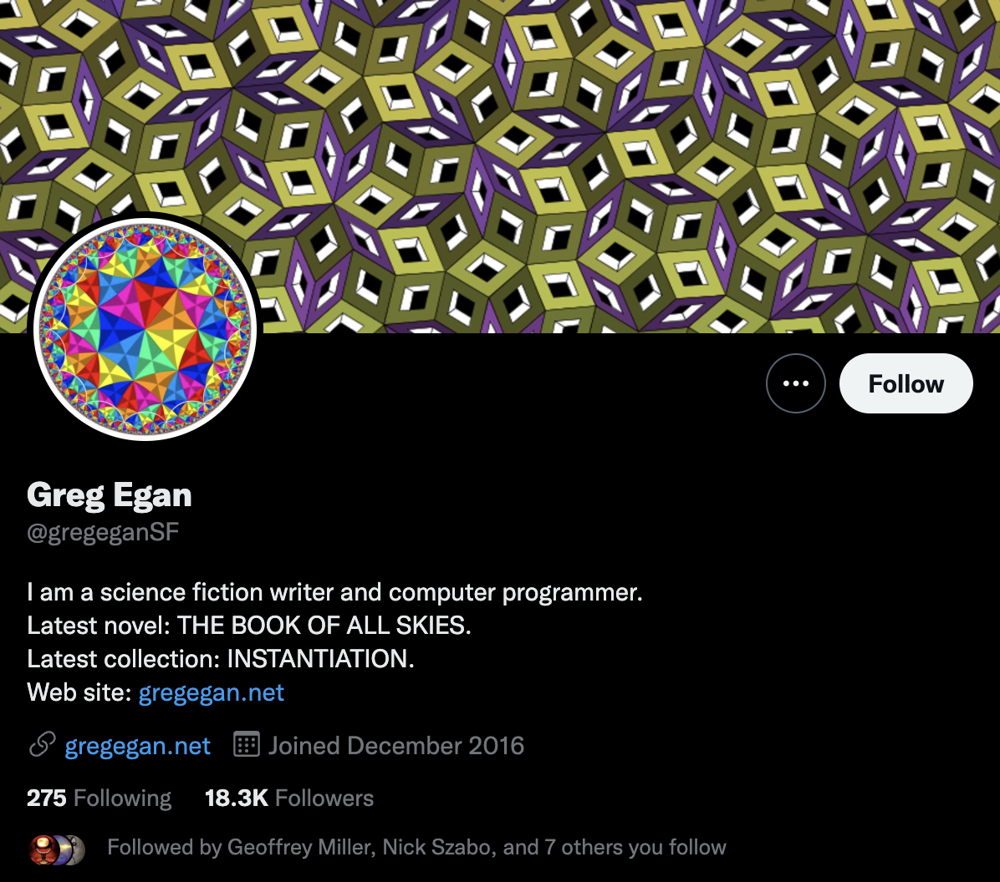 Follow
Greg Egan
@gregeganSF
I am a science fiction writer and computer programmer.
Latest novel: THE BOOK OF ALL SKIES.
Latest collection: INSTANTIATION.
Web site: gregegan.net
gregegan.net Joined December 2016
275 Following 18.3K Followers
Followed by Geoffrey Miller, Nick Szabo, and 7 others you follow